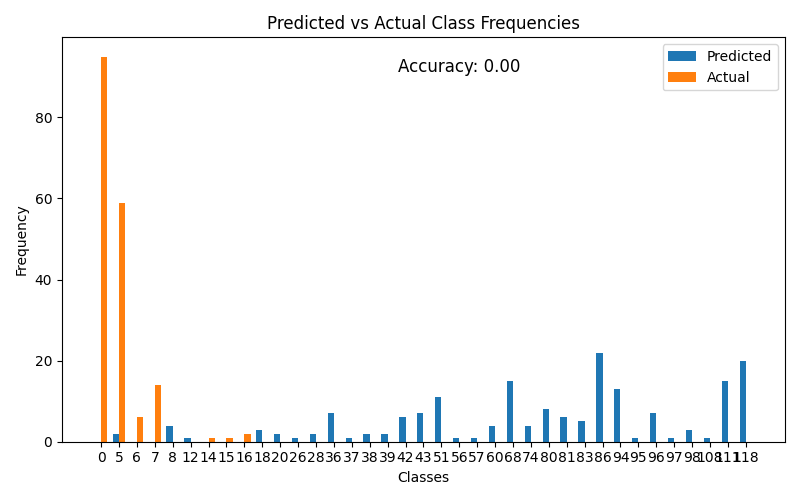 Predicted vs Actual Class Frequencies
Accuracy: 0.00
Predicted
Actual
Frequency
80
60
40
20
0
0 5 6 7 8 12 14 15 16 18 20 26 28 36 37 38 39 42 43 51 56 57 60 68 74 80 81 83 86 94 95 96 97 98 108 111 118
Classes